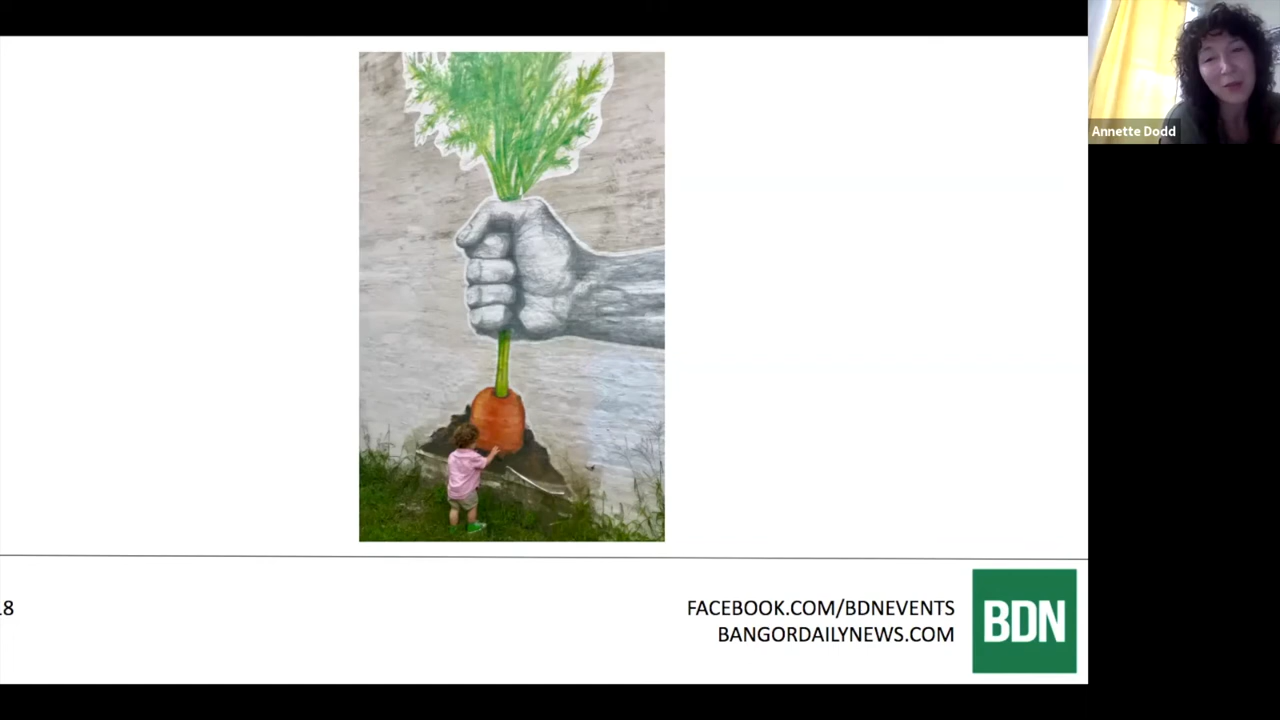 Annette Dodd
.8
FACEBOOK.COM/BDNEVENTS
BANGORDAILYNEWS.COM
BDN